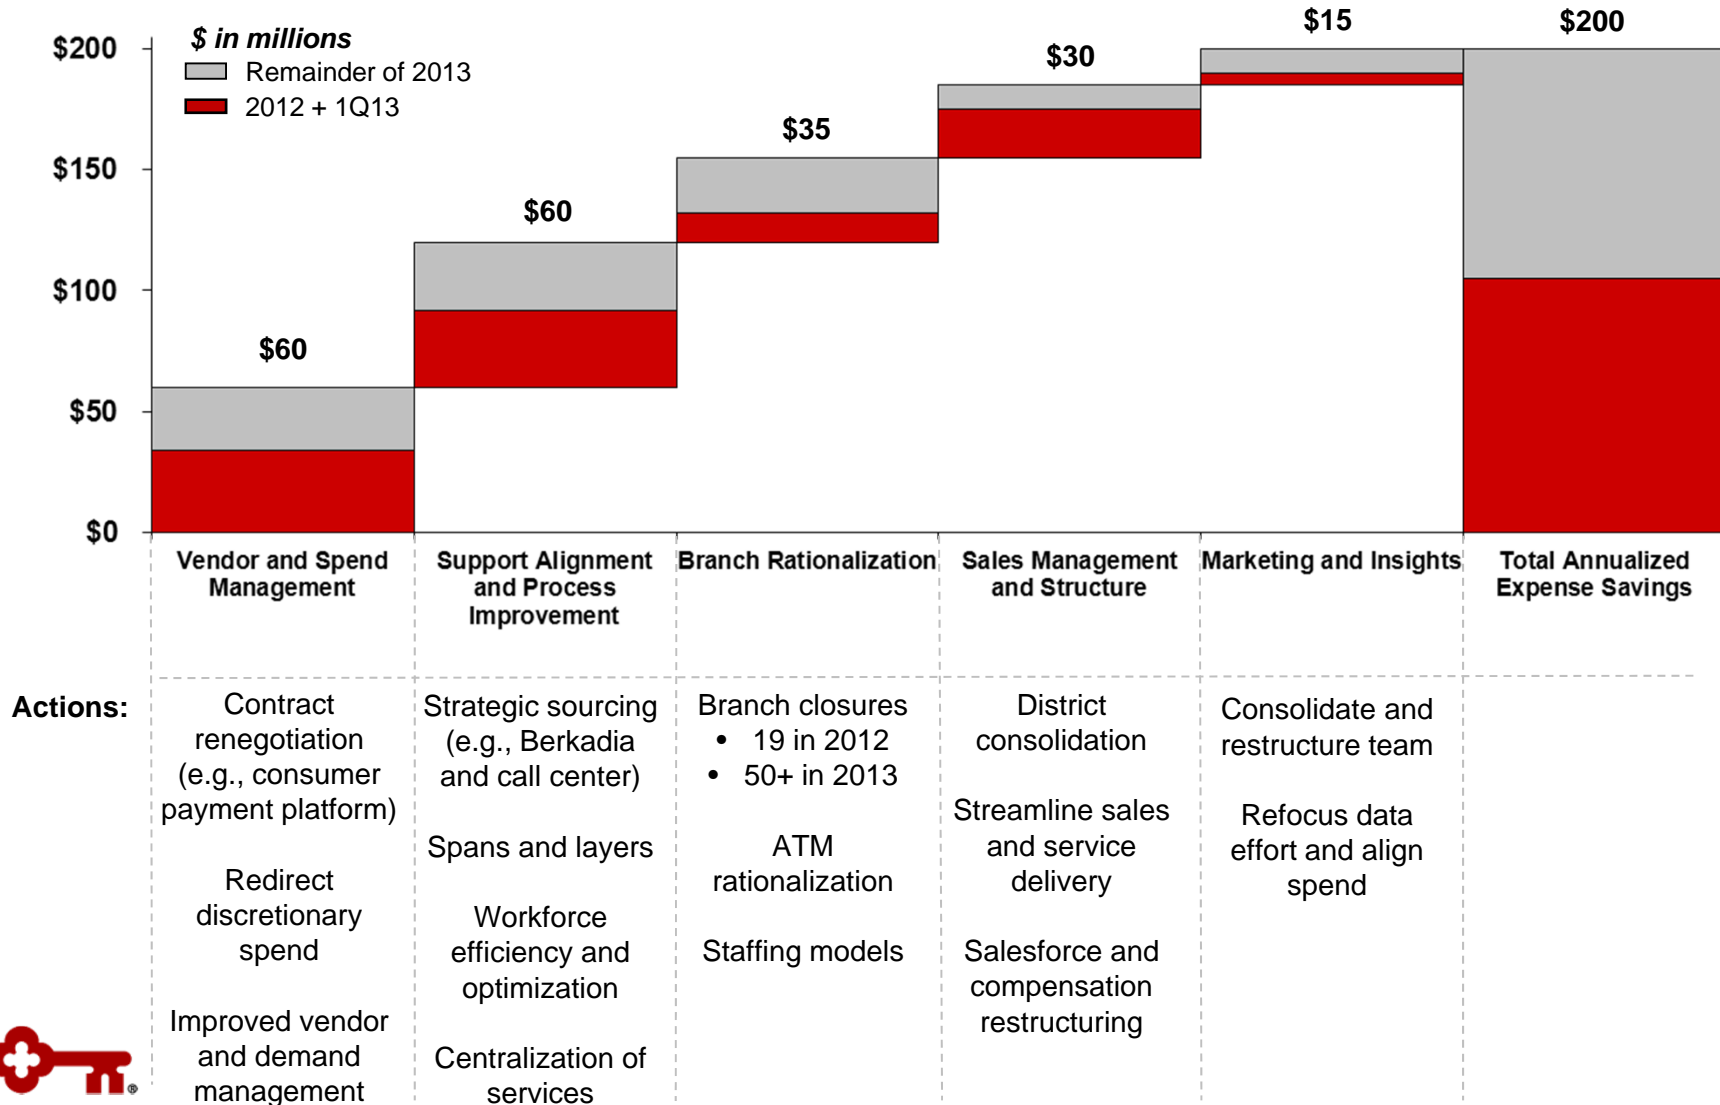 $ in millions
Remainder of 2013
2012 + 1Q13
$200
$150
$100
$50
$0
$60
$60
$35
$30
$15
$200
Vendor and Spend
Management
Support Alignment
and Process
Improvement
Branch Rationalization
Sales Management
and Structure
Marketing and Insights
Total Annualized
Expense Savings
Actions:
Contract
renegotiation
(e.g., consumer
payment platform)
Redirect
discretionary
spend
Improved vendor
and demand
management
Strategic sourcing
(e.g., Berkadia
and call center)
Spans and layers
Workforce
efficiency and
optimization
Centralization of
services
Branch closures
• 19 in 2012
• 50+ in 2013
ATM
rationalization
Staffing models
District
consolidation
Streamline sales
and service
delivery
Salesforce and
compensation
restructuring
Consolidate and
restructure team
Refocus data
effort and align
spend
®